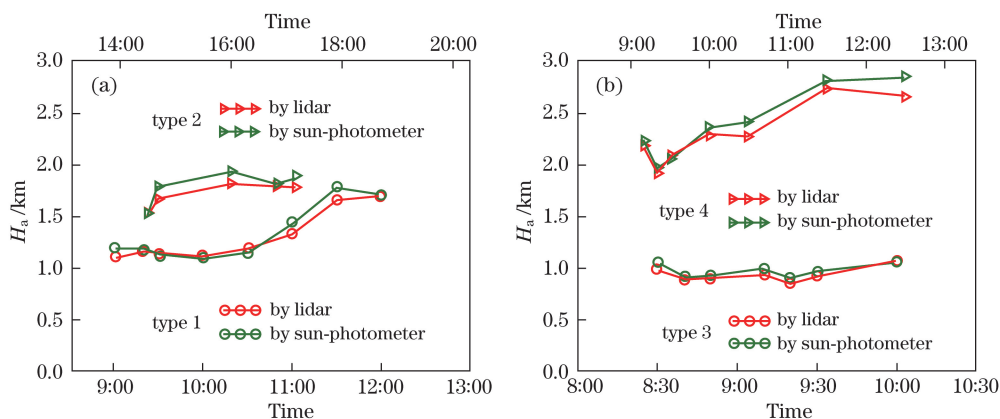 Time
14:00 16:00 18:00 20:00
3.0
2.5
2.0
1.5
1.0
0.5
0.0
H_a /km
(a)
type 2
by lidar
by sun-photometer
type 1
by lidar
by sun-photometer
9:00 10:00 11:00 12:00 13:00
Time
Time
9:00 10:00 11:00 12:00 13:00
3.0
2.5
2.0
1.5
1.0
0.5
0.0
H_a /km
(b)
type 4
by lidar
by sun-photometer
type 3
by lidar
by sun-photometer
8:00 8:30 9:00 9:30 10:00 10:30
Time